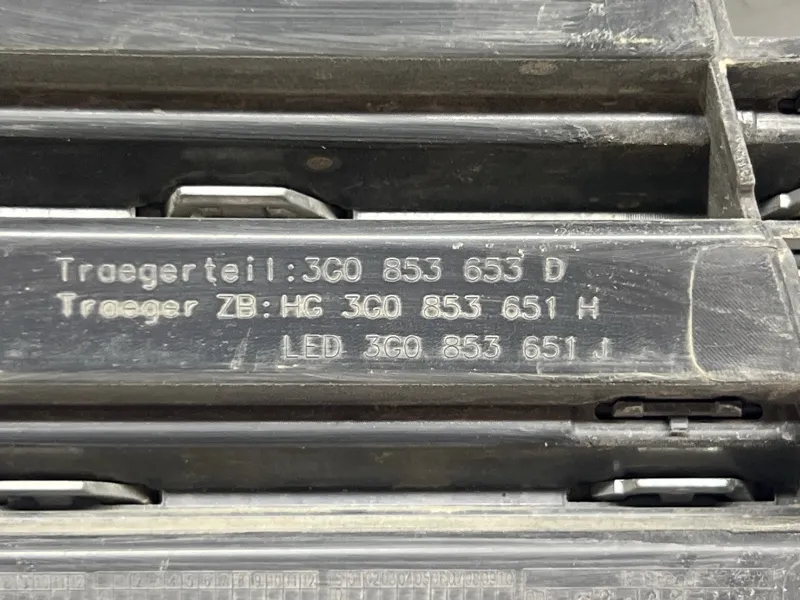 Traegerteil:3G0 853 653 D
Traeger ZB:HG 3G0 853 651 H
LED 3G0 853 651 J